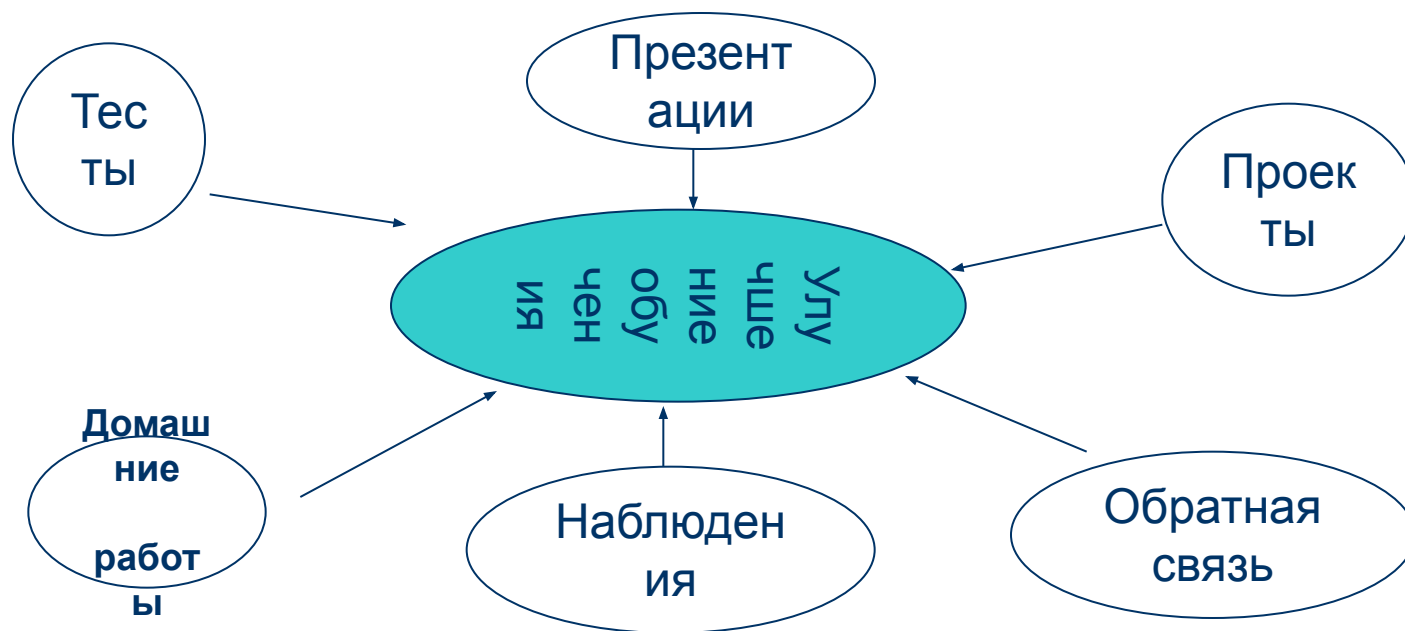 Тес
ты
Презент
ации
Проек
ты
Улу
чше
ние
обу
чен
ия
Домаш
ние
работ
ы
Наблюден
ия
Обратная
связь